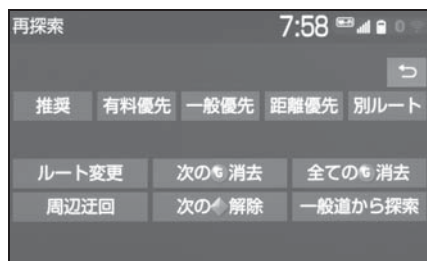 再探索 7:58
推奨 有料優先 一般優先 距離優先 別ルート
ルート変更 次のG消去 全てのG消去
周辺迂回 次の解除 一般道から探索